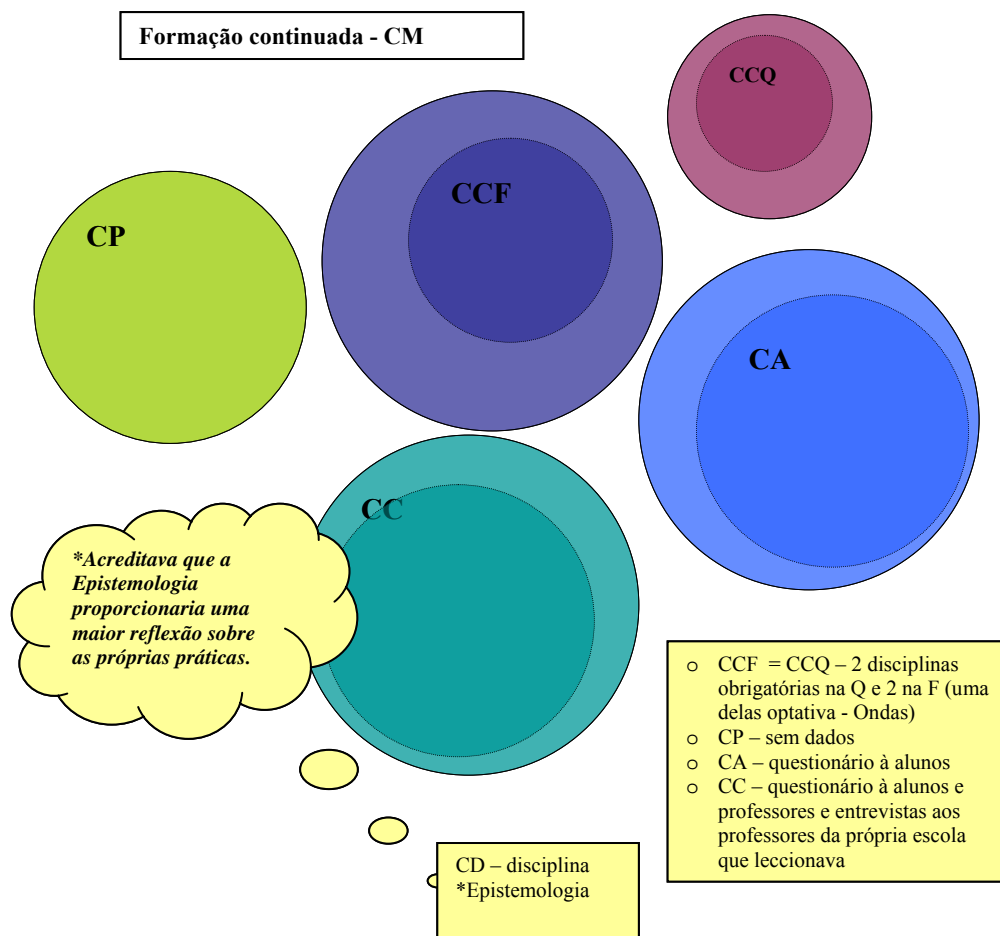 Formação continuada - CM
CCQ
CCF
CP
CA
CC
*Acreditava que a
Epistemologia
proporcionaria uma
maior reflexão sobre
as próprias práticas.
o CCF = CCQ – 2 disciplinas
obrigatórias na Q e 2 na F (uma
delas optativa - Ondas)
o CP – sem dados
o CA – questionário à alunos
o CC – questionário à alunos e
professores e entrevistas aos
professores da própria escola
que leccionava
CD – disciplina
*Epistemologia